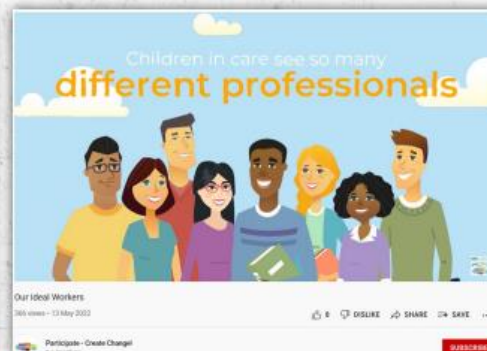 Children in care see so many
different professionals
Our Ideal Workers
366 views - 13 May 2022
8 DISLIKE SHARE SAVE ...
Participate - Create Change!
SUBSCRIBE